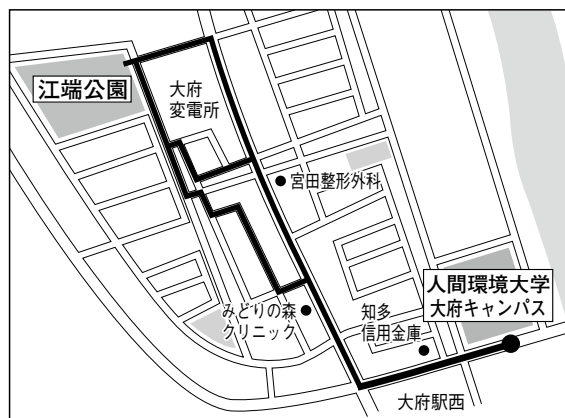 江端公園
大府
変電所
宮田整形外科
みどりの森
クリニック
知多
信用金庫
人間環境大学
大府キャンパス
大府駅西